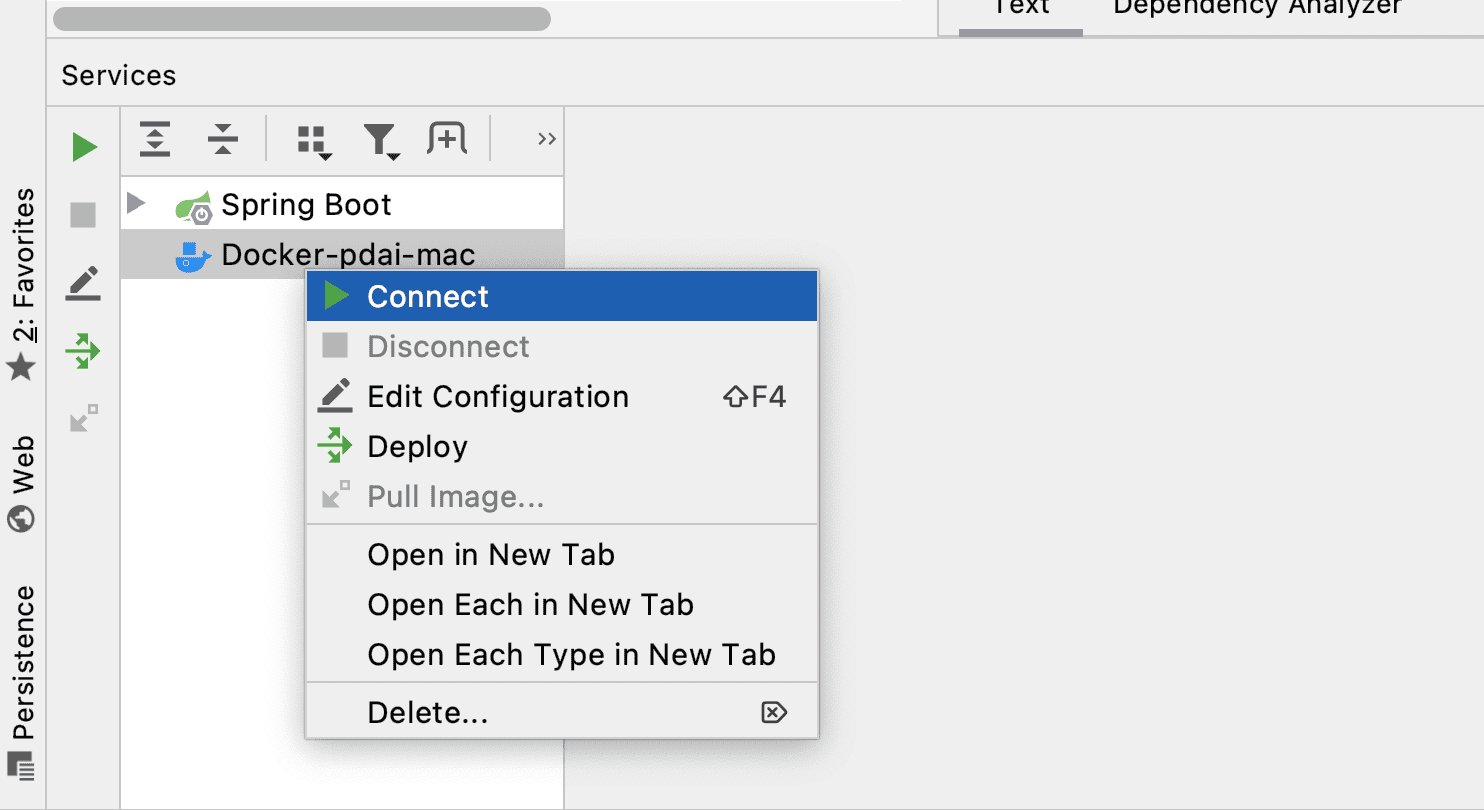 Text Dependency Analyzer
Services
Spring Boot
Docker-pdai-mac
Connect
Disconnect
Edit Configuration ⇧F4
Deploy
Pull Image...
Open in New Tab
Open Each in New Tab
Open Each Type in New Tab
Delete... ⌦
2: Favorites
Web
Persistence